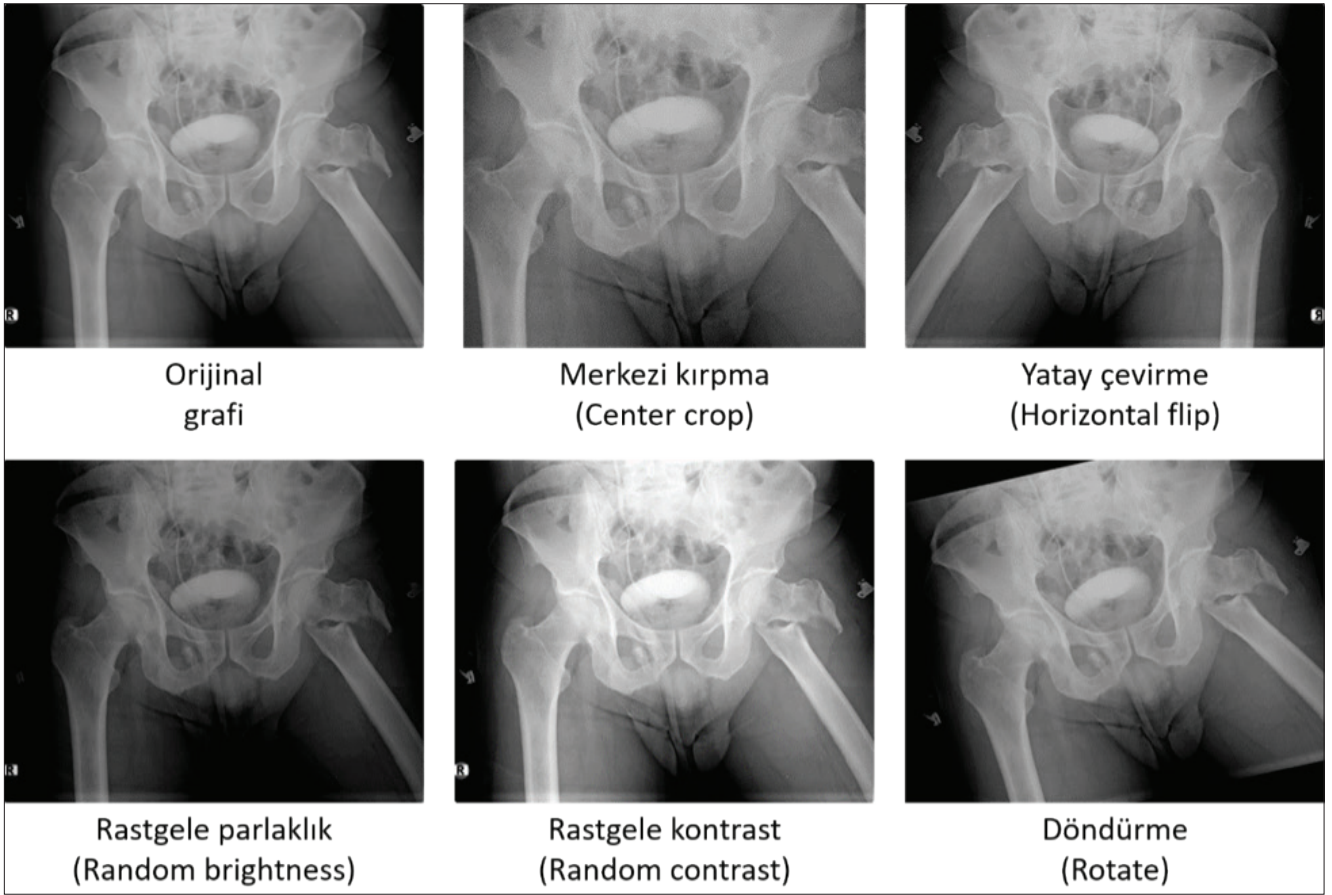 R
R
Orijinal
grafi
Merkezi kırpma
(Center crop)
Yatay çevirme
(Horizontal flip)
R
R
Rastgele parlaklık
(Random brightness)
Rastgele kontrast
(Random contrast)
Döndürme
(Rotate)